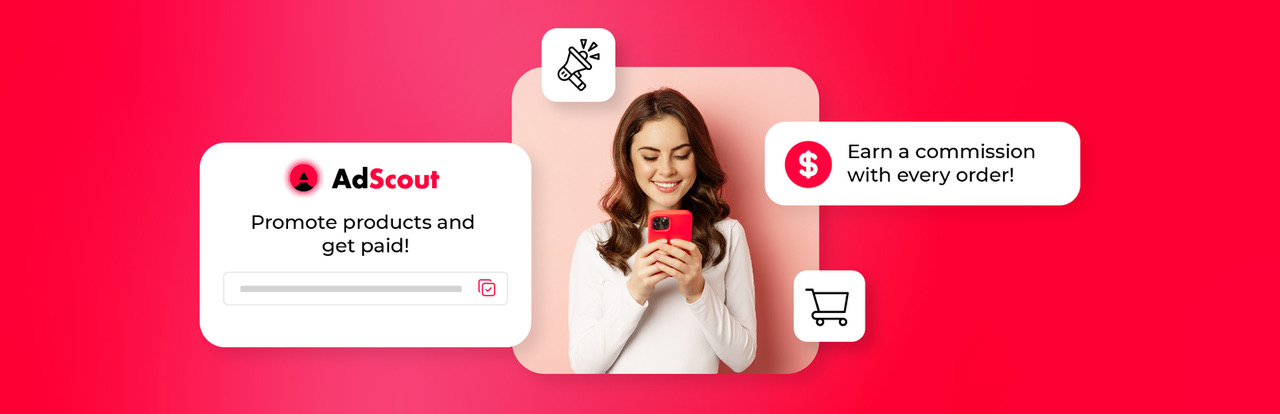 AdScout
Promote products and
get paid!
$
Earn a commission
with every order!